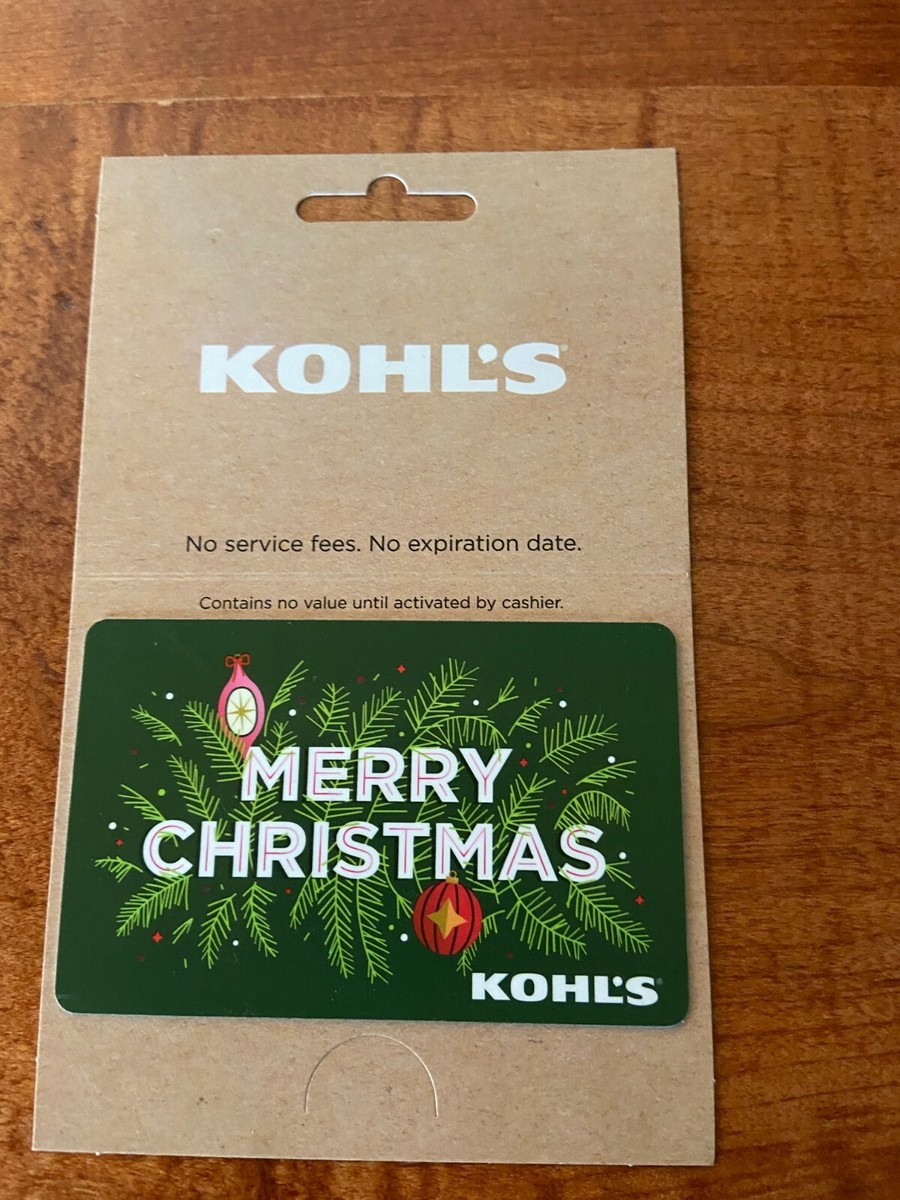 KOHL'S
No service fees. No expiration date.
Contains no value until activated by cashier.
MERRY
CHRISTMAS
KOHL'S